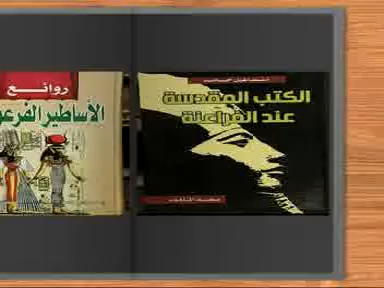 روائع
الأساطير الفرعو
الكتب المقدسة
عند الفراعنة